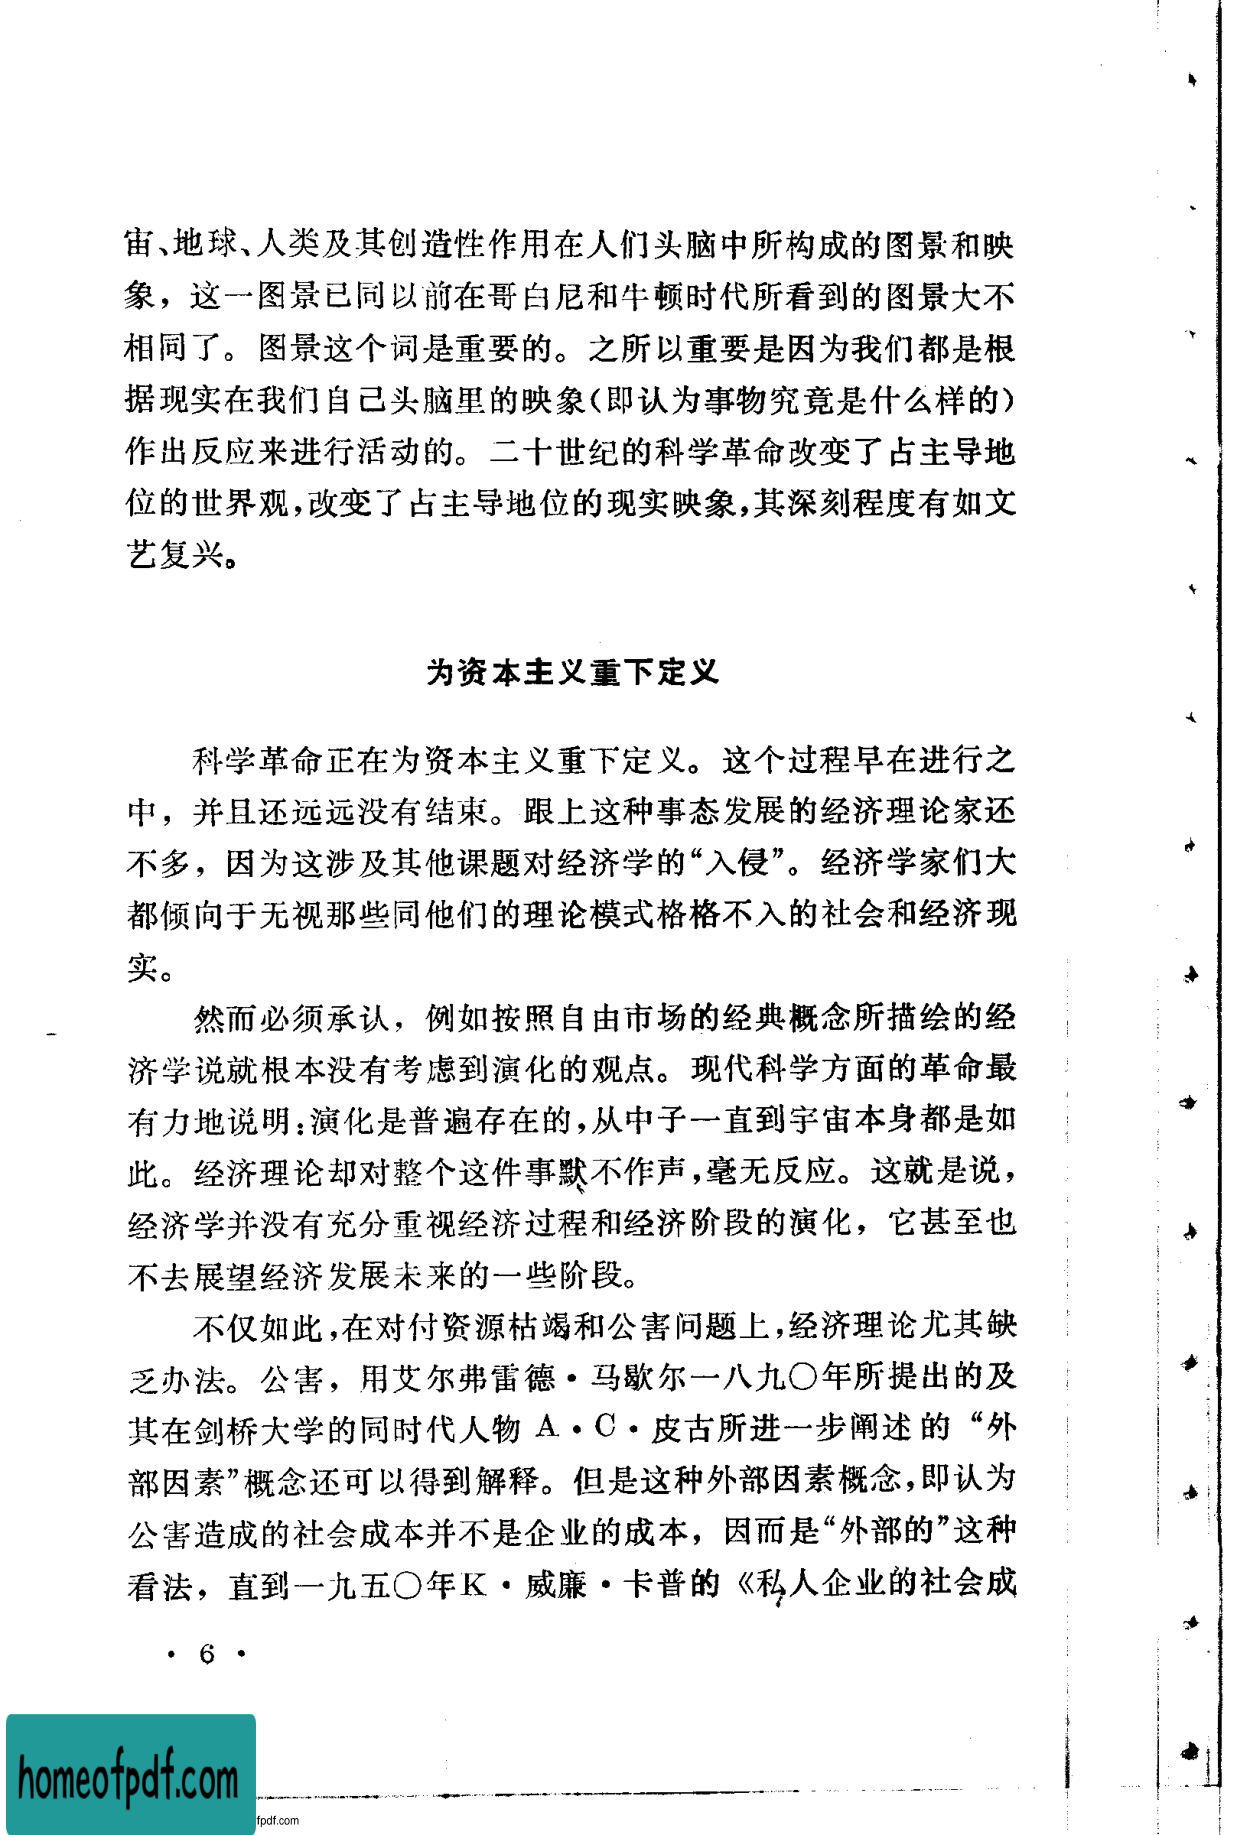 宙、地球、人类及其创造性作用在人们头脑中所构成的图景和映
象，这一图景已同以前在哥白尼和牛顿时代所看到的图景大不
相同了。图景这个词是重要的。之所以重要是因为我们都是根
据现实在我们自己头脑里的映象(即认为事物究竟是什么样的)
作出反应来进行活动的。二十世纪的科学革命改变了占主导地
位的世界观,改变了占主导地位的现实映象,其深刻程度有如文
艺复兴。
为资本主义重下定义
科学革命正在为资本主义重下定义。这个过程早在进行之
中，并且还远远没有结束。跟上这种事态发展的经济理论家还
不多，因为这涉及其他课题对经济学的“入侵”。经济学家们大
都倾向于无视那些同他们的理论模式格格不入的社会和经济现
实。
然而必须承认，例如按照自由市场的经典概念所描绘的经
济学说就根本没有考虑到演化的观点。现代科学方面的革命最
有力地说明:演化是普遍存在的,从中子一直到宇宙本身都是如
此。经济理论却对整个这件事默不作声,毫无反应。这就是说，
经济学并没有充分重视经济过程和经济阶段的演化，它甚至也
不去展望经济发展未来的一些阶段。
不仅如此,在对付资源枯竭和公害问题上,经济理论尤其缺
乏办法。公害，用艾尔弗雷德·马歇尔一八九〇年所提出的及
其在剑桥大学的同时代人物 A·C·皮古所进一步阐述的“外
部因素”概念还可以得到解释。但是这种外部因素概念,即认为
公害造成的社会成本并不是企业的成本，因而是“外部的”这种
看法，直到一九五〇年K·威廉·卡普的《私人企业的社会成
· 6 ·
homeofpdf.com
fpdf.com